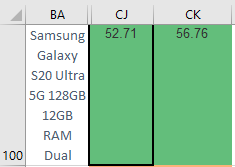 BA CJ CK
Samsung 52.71 56.76
Galaxy
S20 Ultra
5G 128GB
12GB
RAM
100 Dual